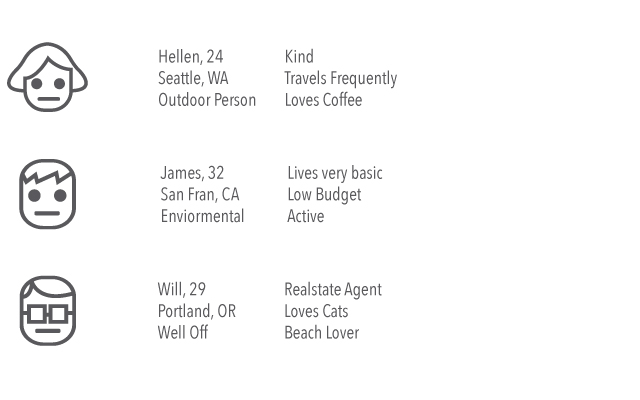 Hellen, 24
Seattle, WA
Outdoor Person
Kind
Travels Frequently
Loves Coffee
James, 32
San Fran, CA
Enviormental
Lives very basic
Low Budget
Active
Will, 29
Portland, OR
Well Off
Realstate Agent
Loves Cats
Beach Lover